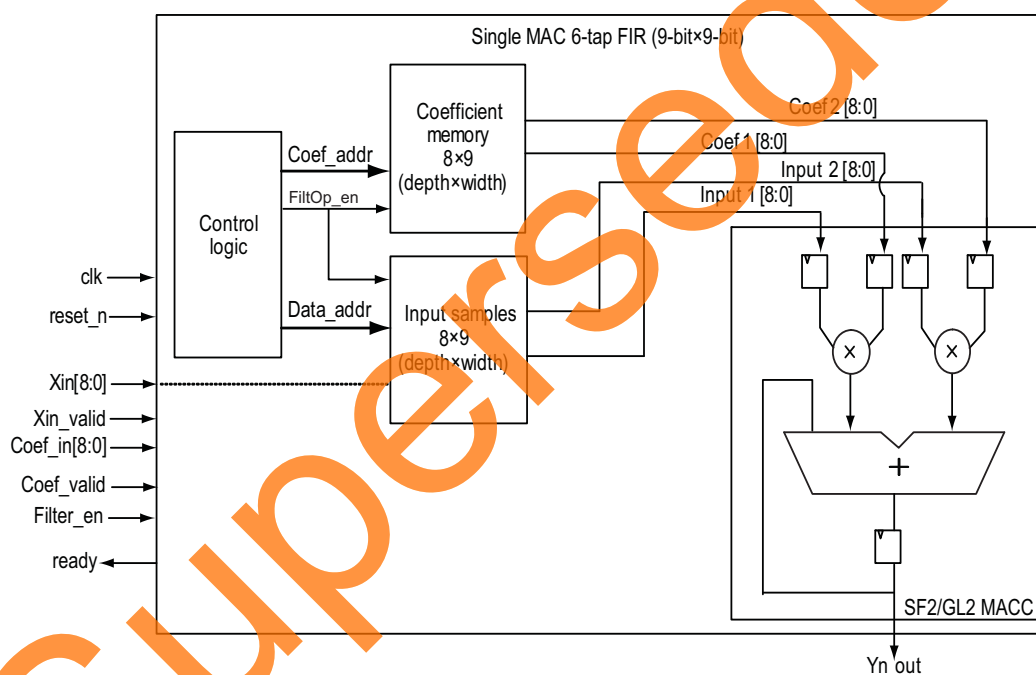 Single MAC 6-tap FIR (9-bit×9-bit)
Coefficient
memory
8×9
(depth×width)
Coef 2 [8:0]
Coef 1 [8:0]
Input 2 [8:0]
Input 1 [8:0]
Coef_addr
FiltOp_en
Control
logic
Data_addr
Input samples
8×9
(depth×width)
clk
reset_n
Xin[8:0]
Xin_valid
Coef_in[8:0]
Coef_valid
Filter_en
ready
V
V
V
V
X
X
+
V
SF2/GL2 MACC
Yn out
Supersede